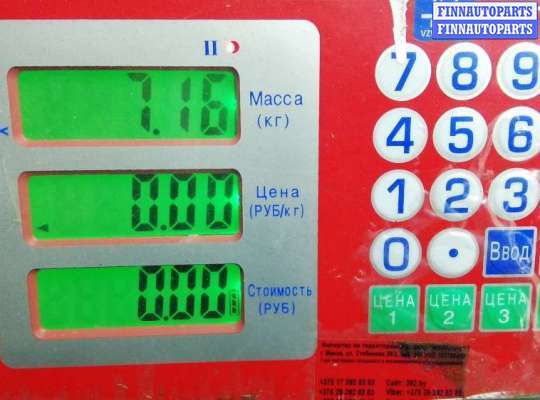 FINNAUTOPARTS
FINNAUTOPARTS
II
7.16
Масса
(кг)
0.00
Цена
(РУБ/кг)
0.00
Стоимость
(РУБ)
7 8 9
4 5 6
1 2 3
0 . Ввод
ЦЕНА 1
ЦЕНА 2
ЦЕНА 3